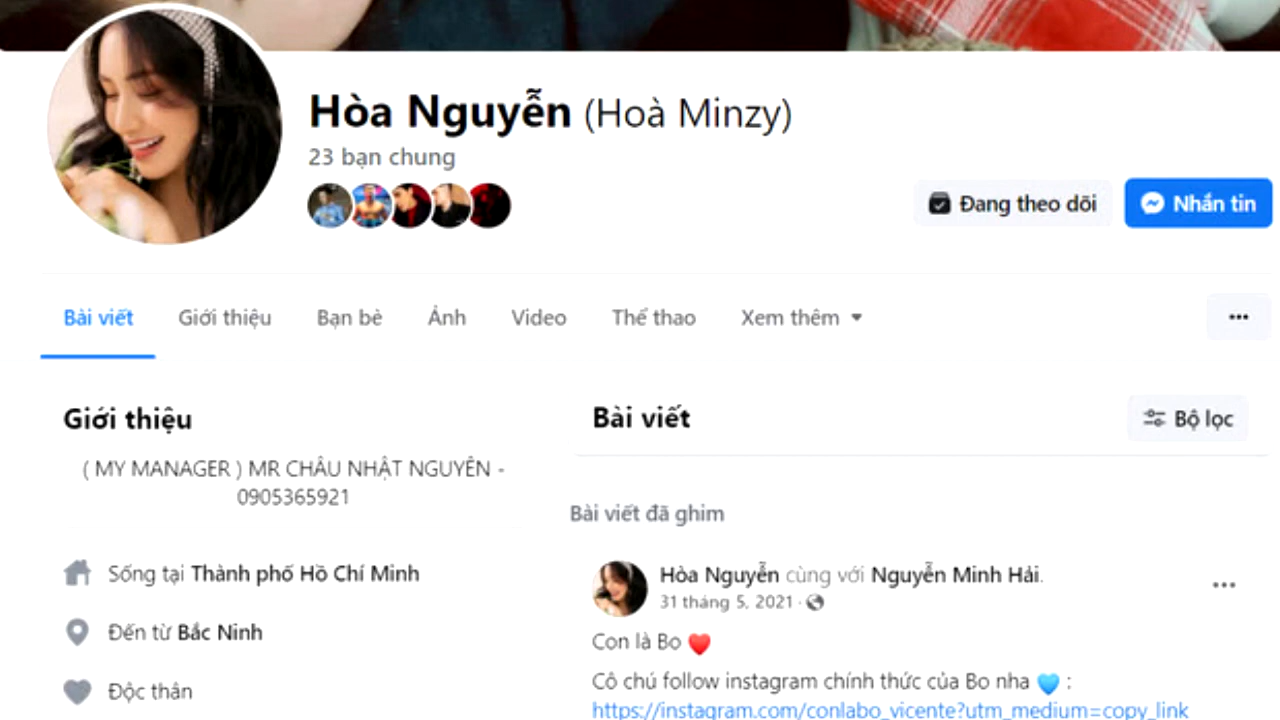 Hòa Nguyễn (Hoà Minzy)
23 bạn chung
Đang theo dõi
Nhắn tin
Bài viết Giới thiệu Bạn bè Ảnh Video Thể thao Xem thêm
Giới thiệu
( MY MANAGER ) MR CHÂU NHẬT NGUYÊN -
0905365921
Sống tại Thành phố Hồ Chí Minh
Đến từ Bắc Ninh
Độc thân
Bài viết
Bộ lọc
Bài viết đã ghim
Hòa Nguyễn cùng với Nguyễn Minh Hải.
31 tháng 5, 2021 ·
Con là Bo ❤️
Cô chú follow instagram chính thức của Bo nha 💙 :
https://instagram.com/conlabo_vicente?utm_medium=copy_link